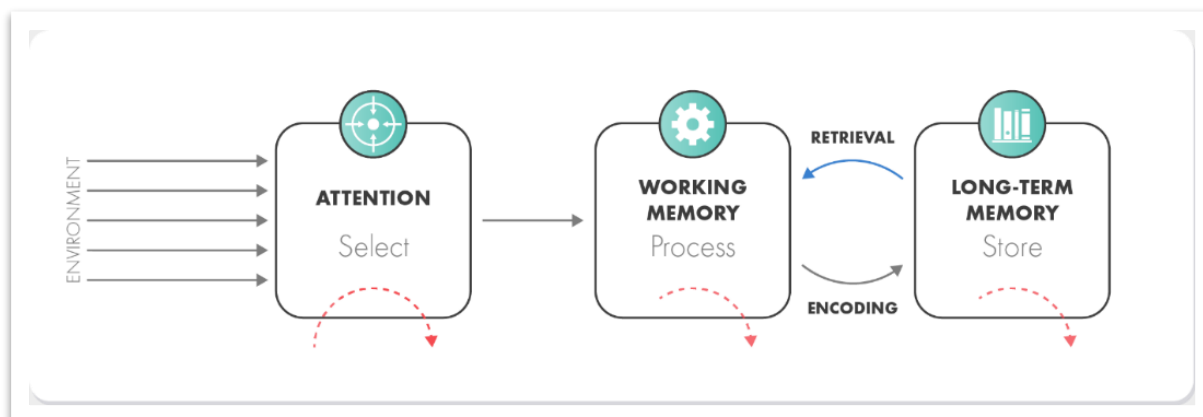 ENVIRONMENT
ATTENTION
Select
WORKING
MEMORY
Process
RETRIEVAL
ENCODING
LONG-TERM
MEMORY
Store